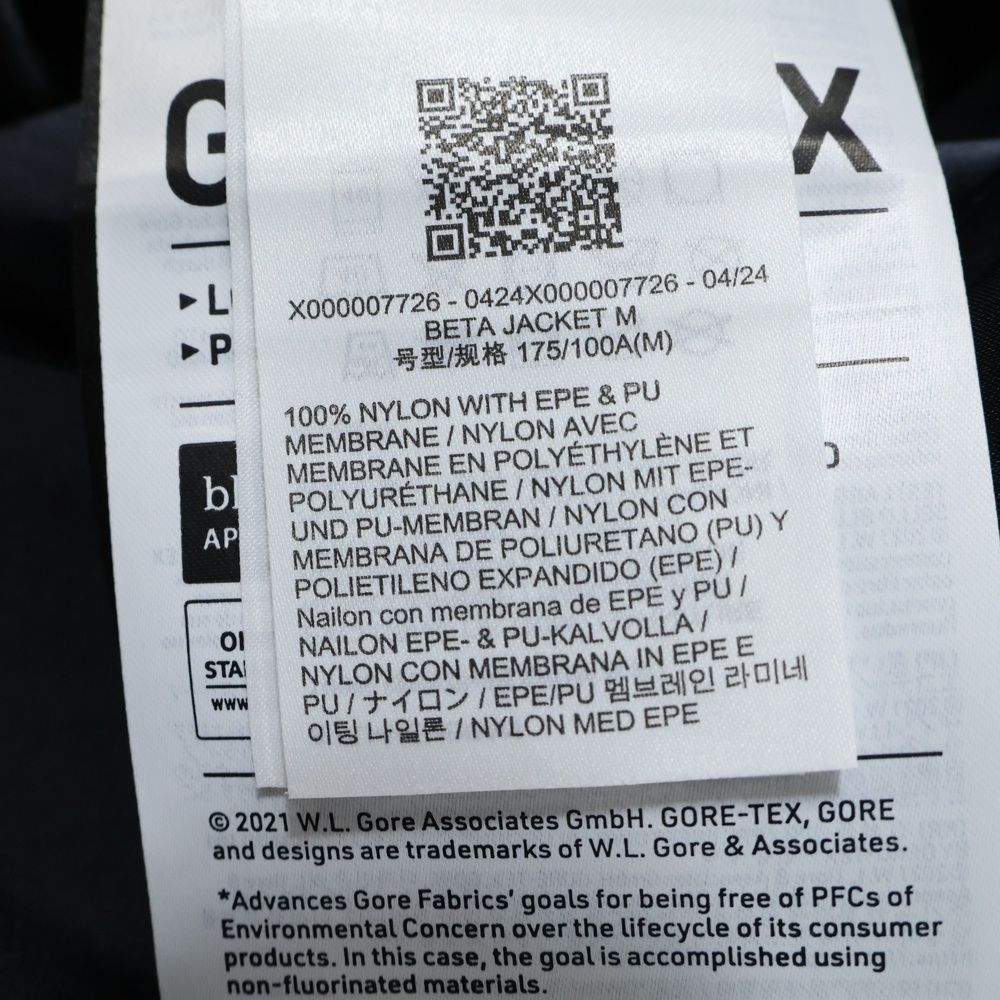 G
X
▸L
▸P
bl
AP
STA
www
X000007726 - 0424X000007726 - 04/24
BETA JACKET M
号型/规格 175/100A(M)
100% NYLON WITH EPE & PU
MEMBRANE / NYLON AVEC
MEMBRANE EN POLYÉTHYLÈNE ET
POLYURÉTHANE / NYLON MIT EPE-
UND PU-MEMBRAN / NYLON CON
MEMBRANA DE POLIURETANO (PU) Y
POLIETILENO EXPANDIDO (EPE) /
Nailon con membrana de EPE y PU /
NAILON EPE- & PU-KALVOLLA /
NYLON CON MEMBRANA IN EPE E
PU / ナイロン / EPE/PU 멤브레인 라미네
이팅 나일론 / NYLON MED EPE
© 2021 W.L. Gore Associates GmbH. GORE-TEX, GORE
and designs are trademarks of W.L. Gore & Associates.
*Advances Gore Fabrics' goals for being free of PFCs of
Environmental Concern over the lifecycle of its consumer
products. In this case, the goal is accomplished using
non-fluorinated materials.